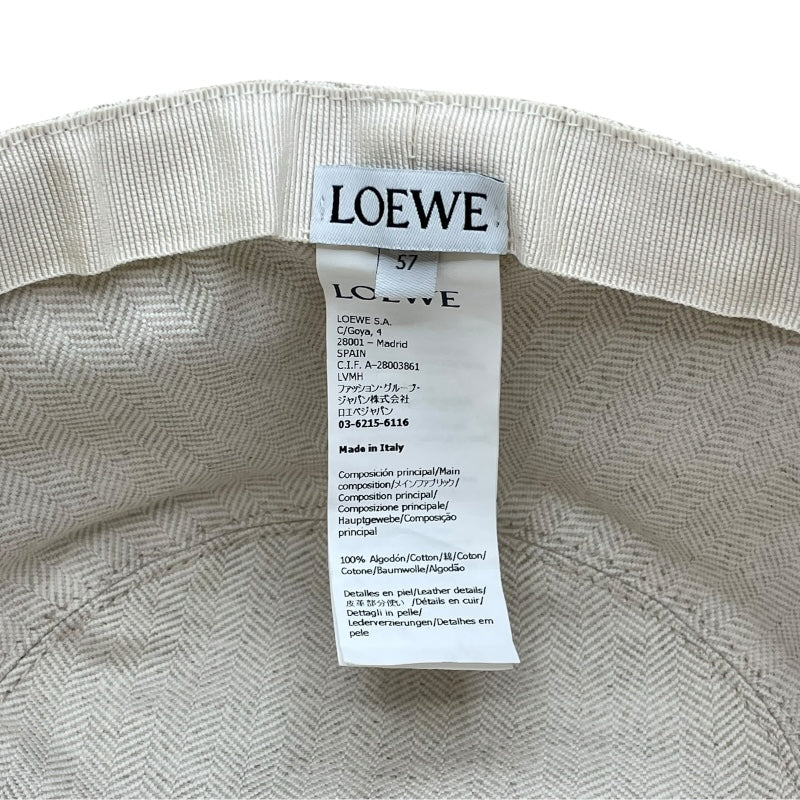 LOEWE
57
LOEWE
LOEWE S.A.
C/Goya, 4
28001 – Madrid
SPAIN
C.I.F. A-28003861
LVMH
ファッション・グループ・
ジャパン株式会社
ロエベジャパン
03-6215-6116
Made in Italy
Composición principal/Main
composition/メインファブリック/
Composition principal/
Composizione principale/
Hauptgewebe/Composição
principal
100% Algodón/Cotton/綿/Coton/
Cotone/Baumwolle/Algodão
Detalles en piel/Leather details/
皮革部分使い /Détails en cuir/
Dettagli in pelle/
Lederverzierungen/Detalhes em
pele